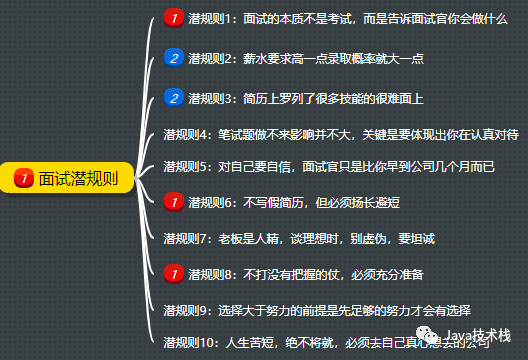 1 潜规则1：面试的本质不是考试，而是告诉面试官你会做什么
2 潜规则2：薪水要求高一点录取概率就大一点
2 潜规则3：简历上罗列了很多技能的很难面上
潜规则4：笔试题做不来影响并不大，关键是要体现出你在认真对待
潜规则5：对自己要自信，面试官只是比你早到公司几个月而已
1 面试潜规则
1 潜规则6：不写假简历，但必须扬长避短
潜规则7：老板是人精，谈理想时，别虚伪，要坦诚
1 潜规则8：不打没有把握的仗，必须充分准备
潜规则9：选择大于努力的前提是先足够的努力才会有选择
潜规则10：人生苦短，绝不将就，必须去自己真心想去的公司
Java技术栈